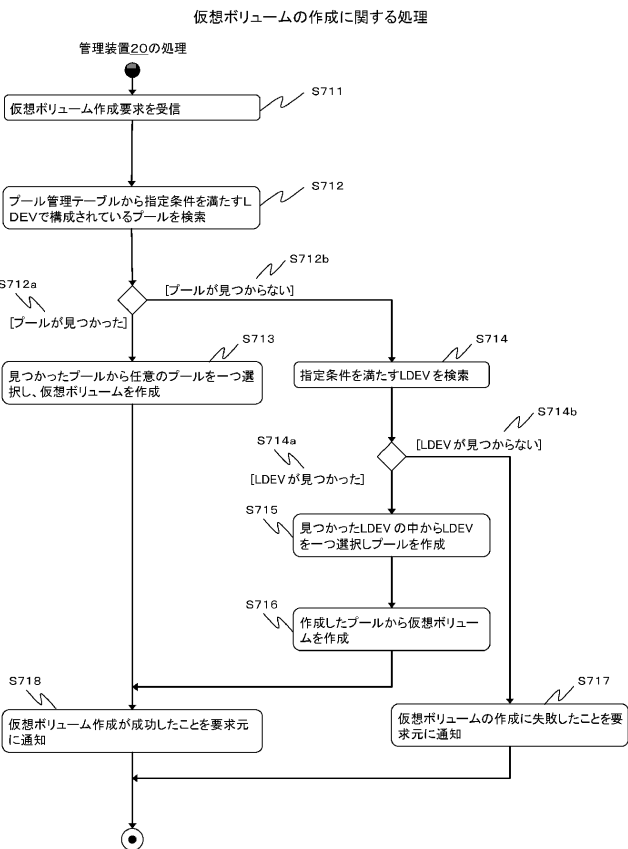 仮想ボリュームの作成に関する処理
管理装置20の処理
S711
仮想ボリューム作成要求を受信
S712
プール管理テーブルから指定条件を満たすL
DEVで構成されているプールを検索
S712b
S712a
[プールが見つからない]
[プールが見つかった]
S713
S714
見つかったプールから任意のプールを一つ選
択し、仮想ボリュームを作成
指定条件を満たすLDEVを検索
S714b
S714a
[LDEVが見つからない]
[LDEVが見つかった]
S715
見つかったLDEVの中からLDEV
を一つ選択しプールを作成
S716
作成したプールから仮想ボリュー
ムを作成
S718
S717
仮想ボリューム作成が成功したことを要求元
に通知
仮想ボリュームの作成に失敗したことを要
求元に通知